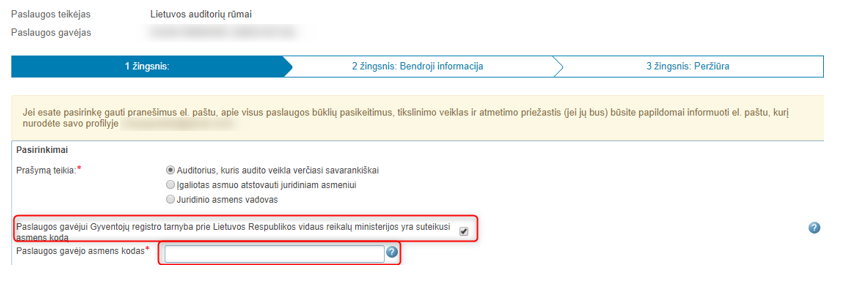 Paslaugos teikėjas Lietuvos auditorių rūmai
Paslaugos gavėjas
1 žingsnis: 2 žingsnis: Bendroji informacija 3 žingsnis: Peržiūra
Jei esate pasirinkę gauti pranešimus el. paštu, apie visus paslaugos būklių pasikeitimus, tikslinimo veiklas ir atmetimo priežastis (jei jų bus) būsite papildomai informuoti el. paštu, kurį
nurodėte savo profilyje
Pasirinkimai
Prašymą teikia:* Auditorius, kuris audito veikla verčiasi savarankiškai
Įgaliotas asmuo atstovauti juridiniam asmeniui
Juridinio asmens vadovas
Paslaugos gavėjui Gyventojų registro tarnyba prie Lietuvos Respublikos vidaus reikalų ministerijos yra suteikusi
asmens kodą
Paslaugos gavėjo asmens kodas*